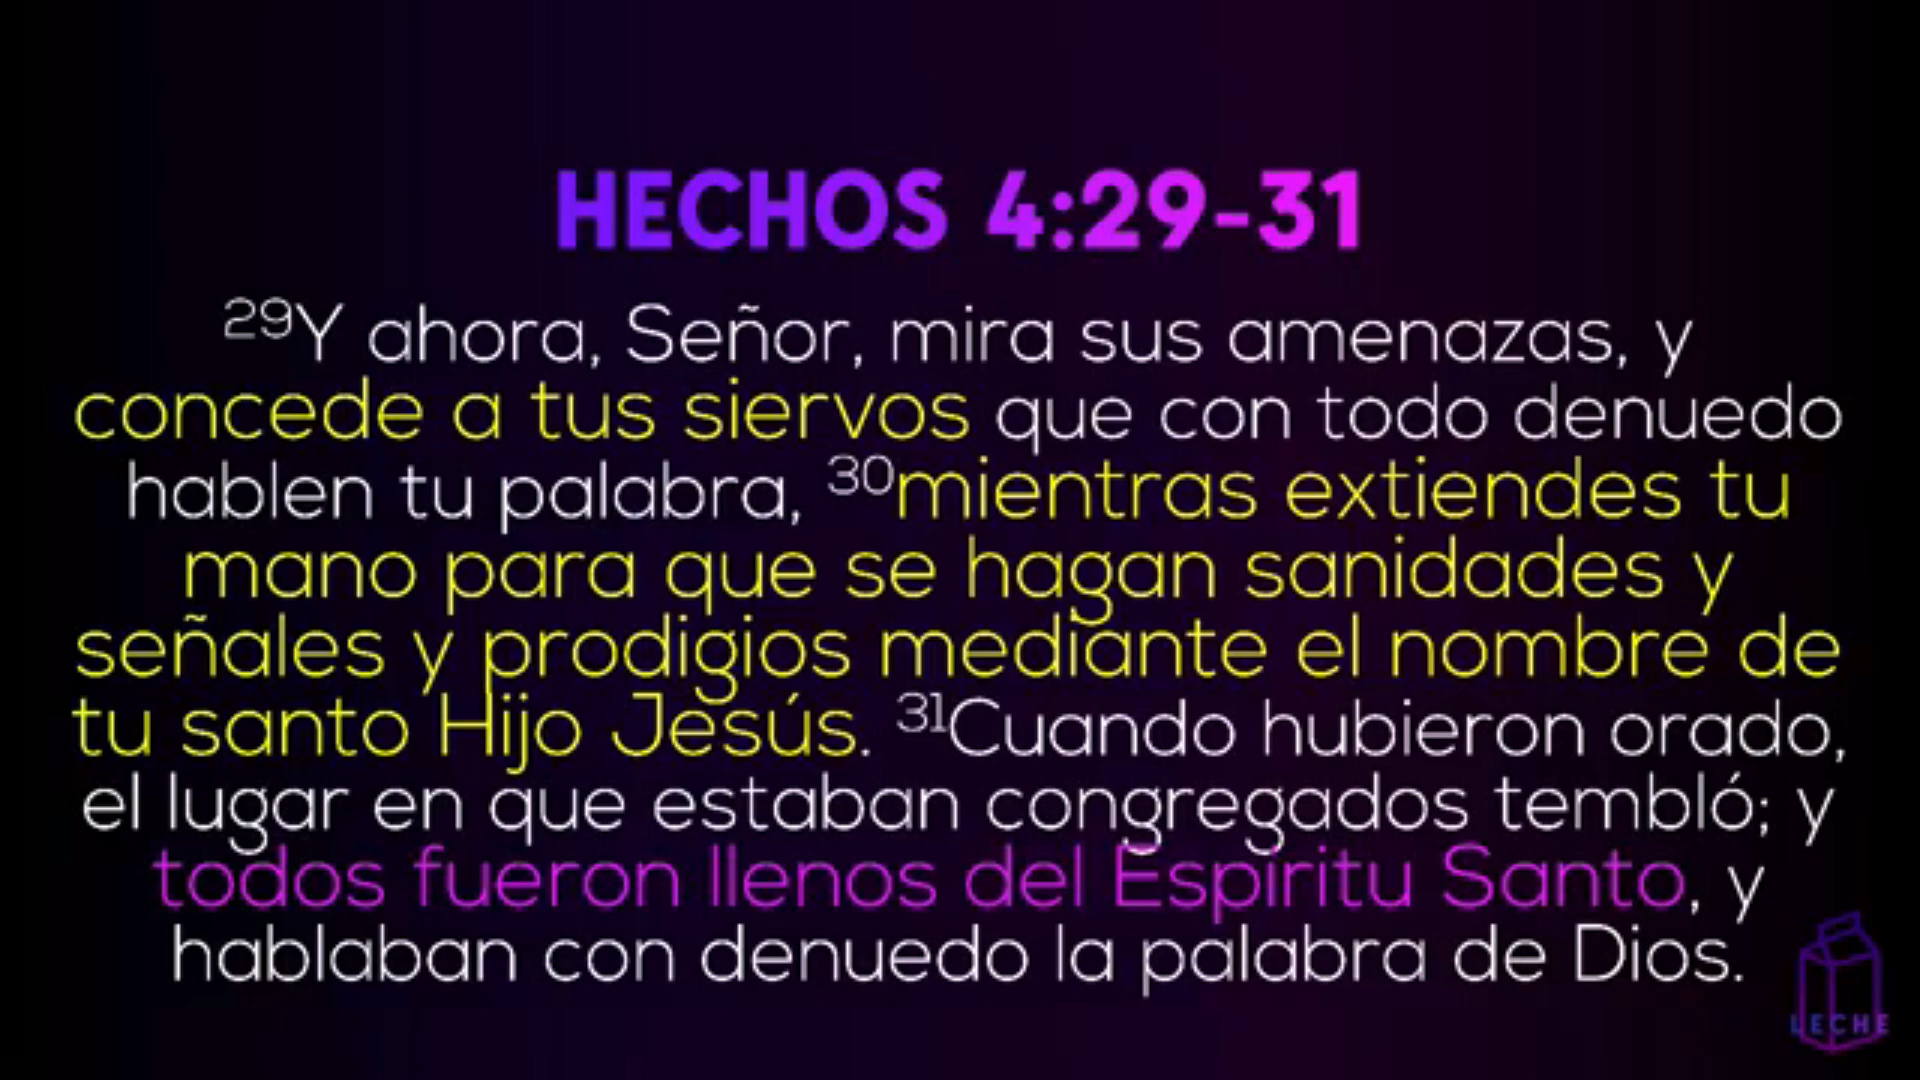 HECHOS 4:29-31
29Y ahora, Señor, mira sus amenazas, y
concede a tus siervos que con todo denuedo
hablen tu palabra, 30mientras extiendes tu
mano para que se hagan sanidades y
señales y prodigios mediante el nombre de
tu santo Hijo Jesús. 31Cuando hubieron orado,
el lugar en que estaban congregados tembló; y
todos fueron llenos del Espíritu Santo, y
hablaban con denuedo la palabra de Dios.
LECHE